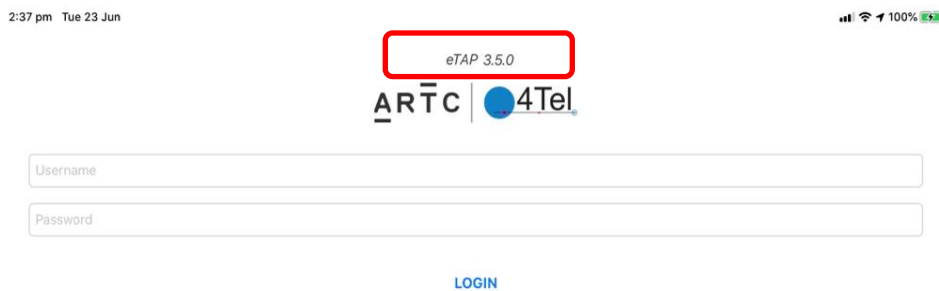 2:37 pm Tue 23 Jun
100%
eTAP 3.5.0
ARTC 4Tel
Username
Password
LOGIN